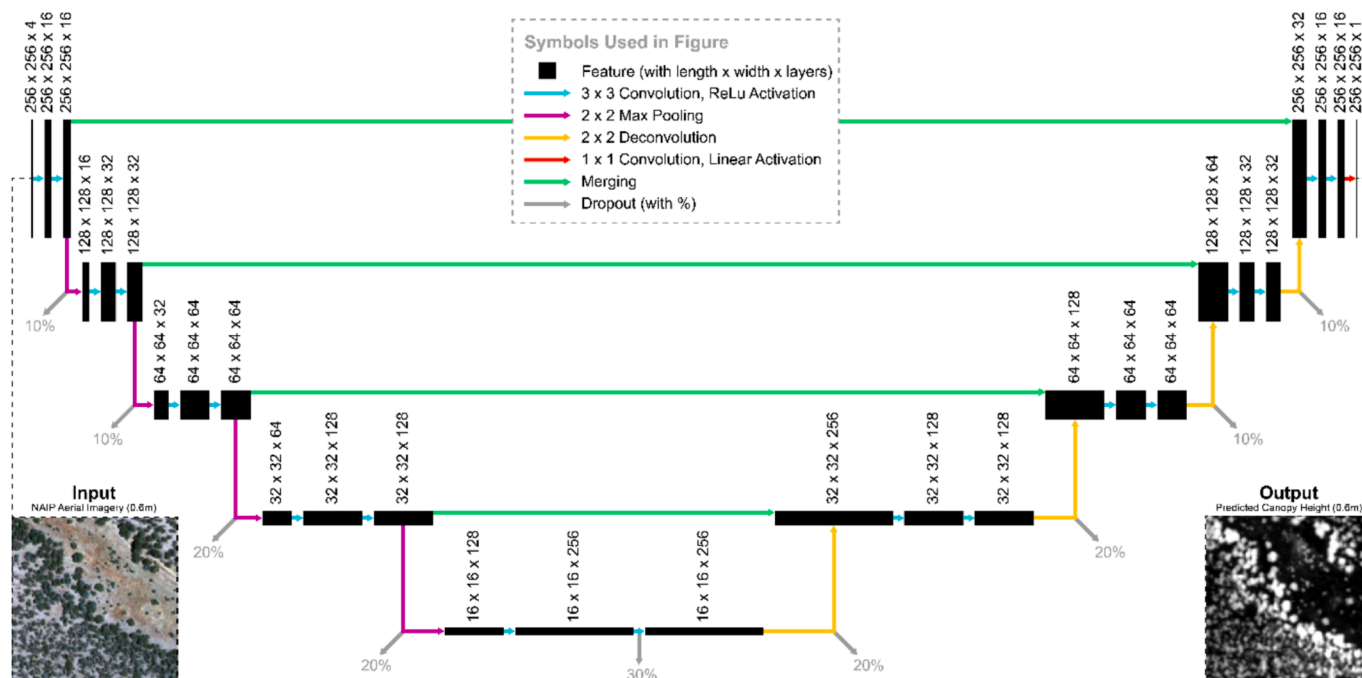 256 x 256 x 4
256 x 256 x 16
256 x 256 x 16
Symbols Used in Figure
Feature (with length x width x layers)
3 x 3 Convolution, ReLu Activation
2 x 2 Max Pooling
2 x 2 Deconvolution
1 x 1 Convolution, Linear Activation
Merging
Dropout (with %)
256 x 256 x 32
256 x 256 x 16
256 x 256 x 16
256 x 256 x 1
128 x 128 x 16
128 x 128 x 32
128 x 128 x 32
128 x 128 x 64
128 x 128 x 32
128 x 128 x 32
10%
10%
64 x 64 x 32
64 x 64 x 64
64 x 64 x 64
64 x 64 x 128
64 x 64 x 64
64 x 64 x 64
10%
10%
32 x 32 x 64
32 x 32 x 128
32 x 32 x 128
32 x 32 x 256
32 x 32 x 128
32 x 32 x 128
Input
NAIP Aerial Imagery (0.6m)
Output
Predicted Canopy Height (0.6m)
20%
20%
16 x 16 x 128
16 x 16 x 256
16 x 16 x 256
20%
30%
20%